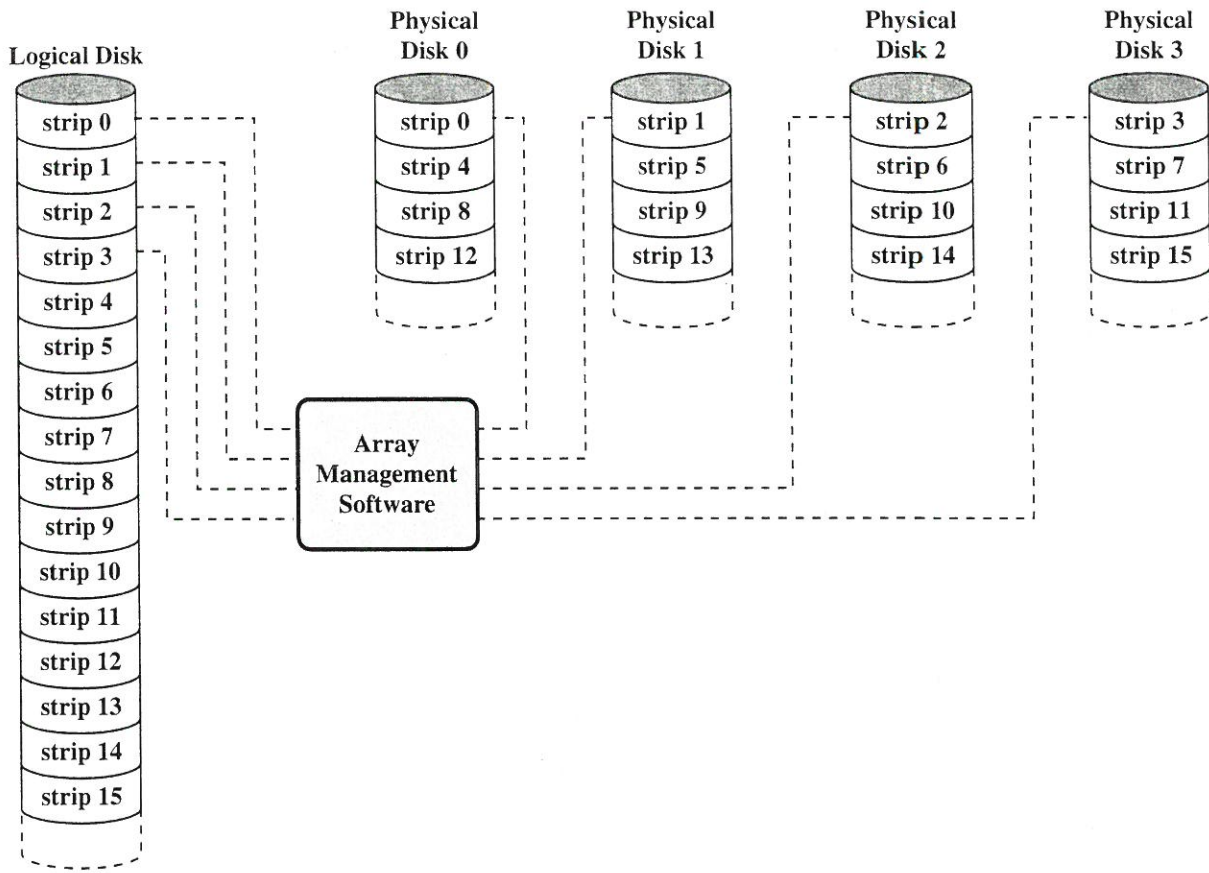 Logical Disk
strip 0
strip 1
strip 2
strip 3
strip 4
strip 5
strip 6
strip 7
strip 8
strip 9
strip 10
strip 11
strip 12
strip 13
strip 14
strip 15
Physical
Disk 0
strip 0
strip 4
strip 8
strip 12
Physical
Disk 1
strip 1
strip 5
strip 9
strip 13
Physical
Disk 2
strip 2
strip 6
strip 10
strip 14
Physical
Disk 3
strip 3
strip 7
strip 11
strip 15
Array
Management
Software